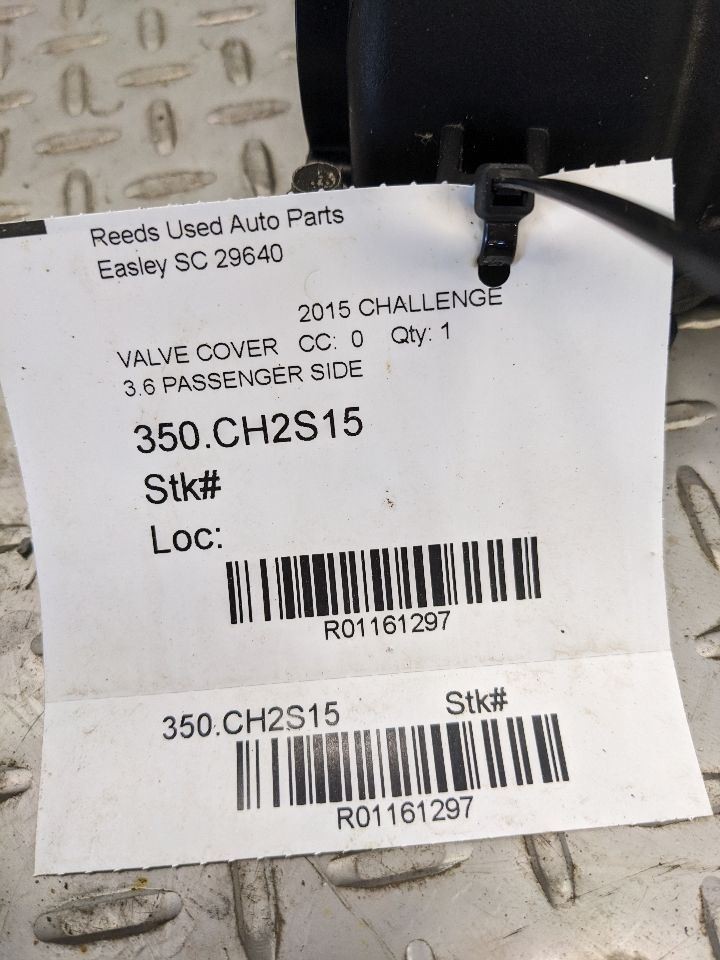 Reeds Used Auto Parts
Easley SC 29640
2015 CHALLENGE
VALVE COVER CC: 0 Qty: 1
3.6 PASSENGER SIDE
350.CH2S15
Stk#
Loc:
R01161297
350.CH2S15 Stk#
R01161297